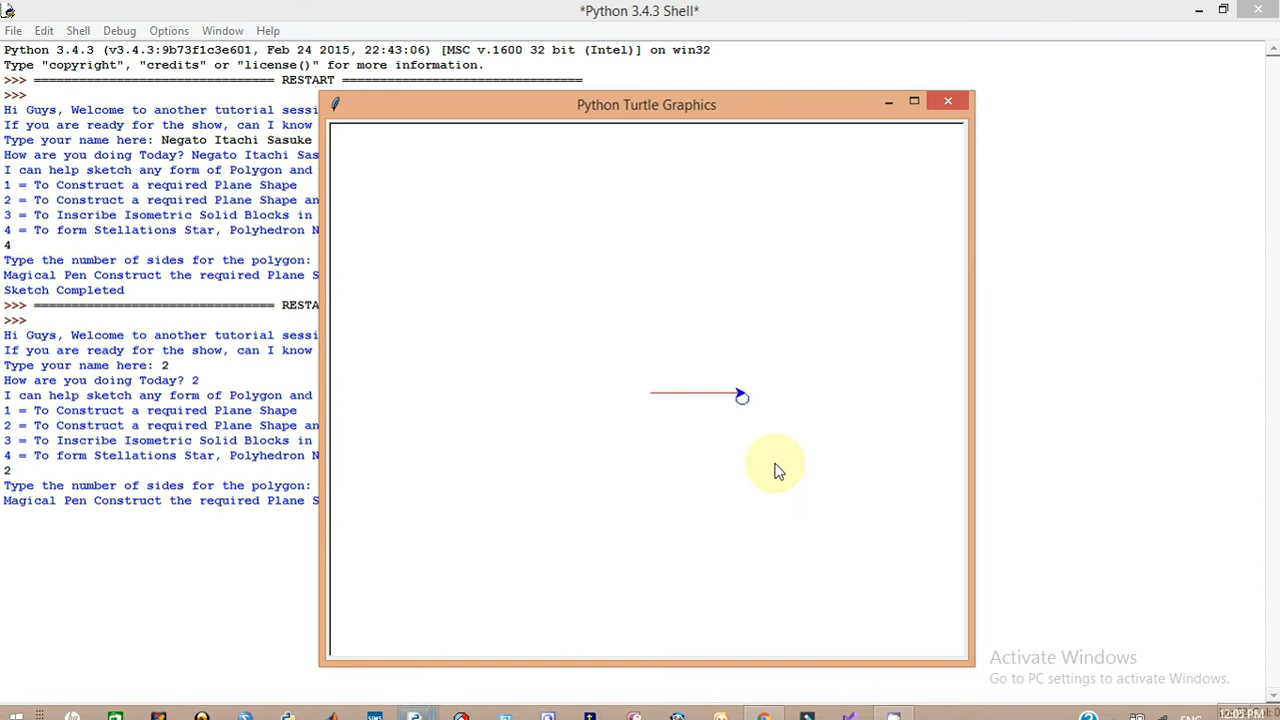 *Python 3.4.3 Shell*
File Edit Shell Debug Options Window Help
Python 3.4.3 (v3.4.3:9b73f1c3e601, Feb 24 2015, 22:43:06) [MSC v.1600 32 bit (Intel)] on win32
Type "copyright", "credits" or "license()" for more information.
>>> ================================ RESTART ================================
>>>
Hi Guys, Welcome to another tutorial sessi
If you are ready for the show, can I know
Type your name here: Negato Itachi Sasuke
How are you doing Today? Negato Itachi Sas
I can help sketch any form of Polygon and
1 = To Construct a required Plane Shape
2 = To Construct a required Plane Shape an
3 = To Inscribe Isometric Solid Blocks in
4 = To form Stellations Star, Polyhedron N
4
Type the number of sides for the polygon:
Magical Pen Construct the required Plane S
Sketch Completed
>>> ================================ RESTA
>>>
Hi Guys, Welcome to another tutorial sessi
If you are ready for the show, can I know
Type your name here: 2
How are you doing Today? 2
I can help sketch any form of Polygon and
1 = To Construct a required Plane Shape
2 = To Construct a required Plane Shape an
3 = To Inscribe Isometric Solid Blocks in
4 = To form Stellations Star, Polyhedron N
2
Type the number of sides for the polygon:
Magical Pen Construct the required Plane S
Python Turtle Graphics
Activate Windows
Go to PC settings to activate Windows.